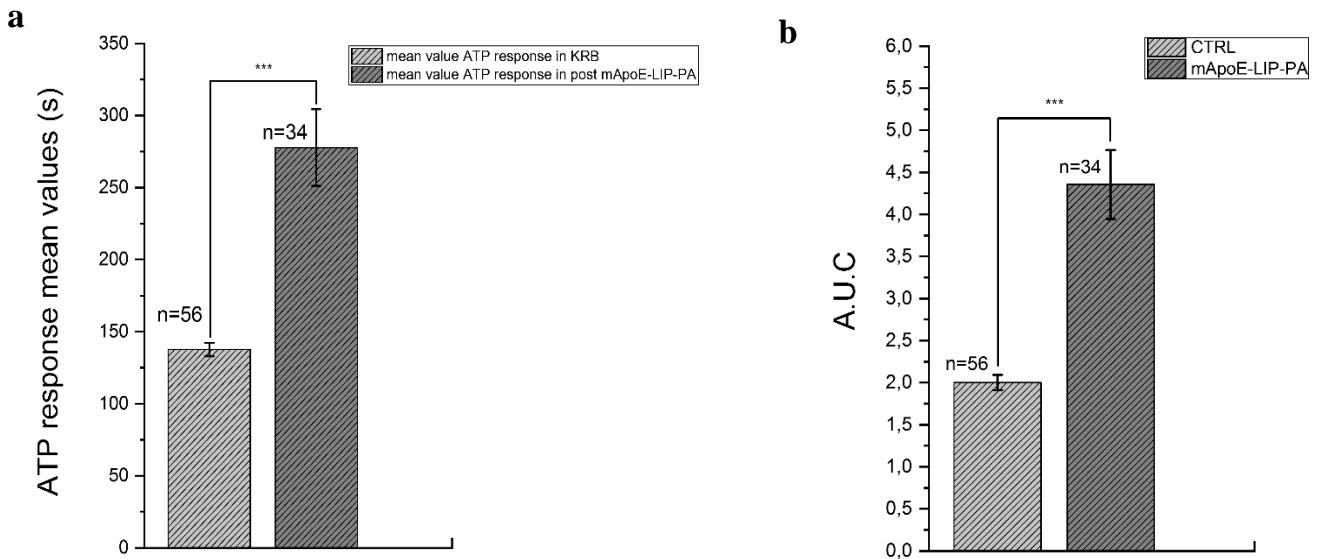 a
ATP response mean values (s)
350
300
250
200
150
100
50
0
mean value ATP response in KRB
mean value ATP response in post mApoE-LIP-PA
***
n=34
n=56
b
A.U.C
6,0
5,5
5,0
4,5
4,0
3,5
3,0
2,5
2,0
1,5
1,0
0,5
0,0
CTRL
mApoE-LIP-PA
***
n=34
n=56